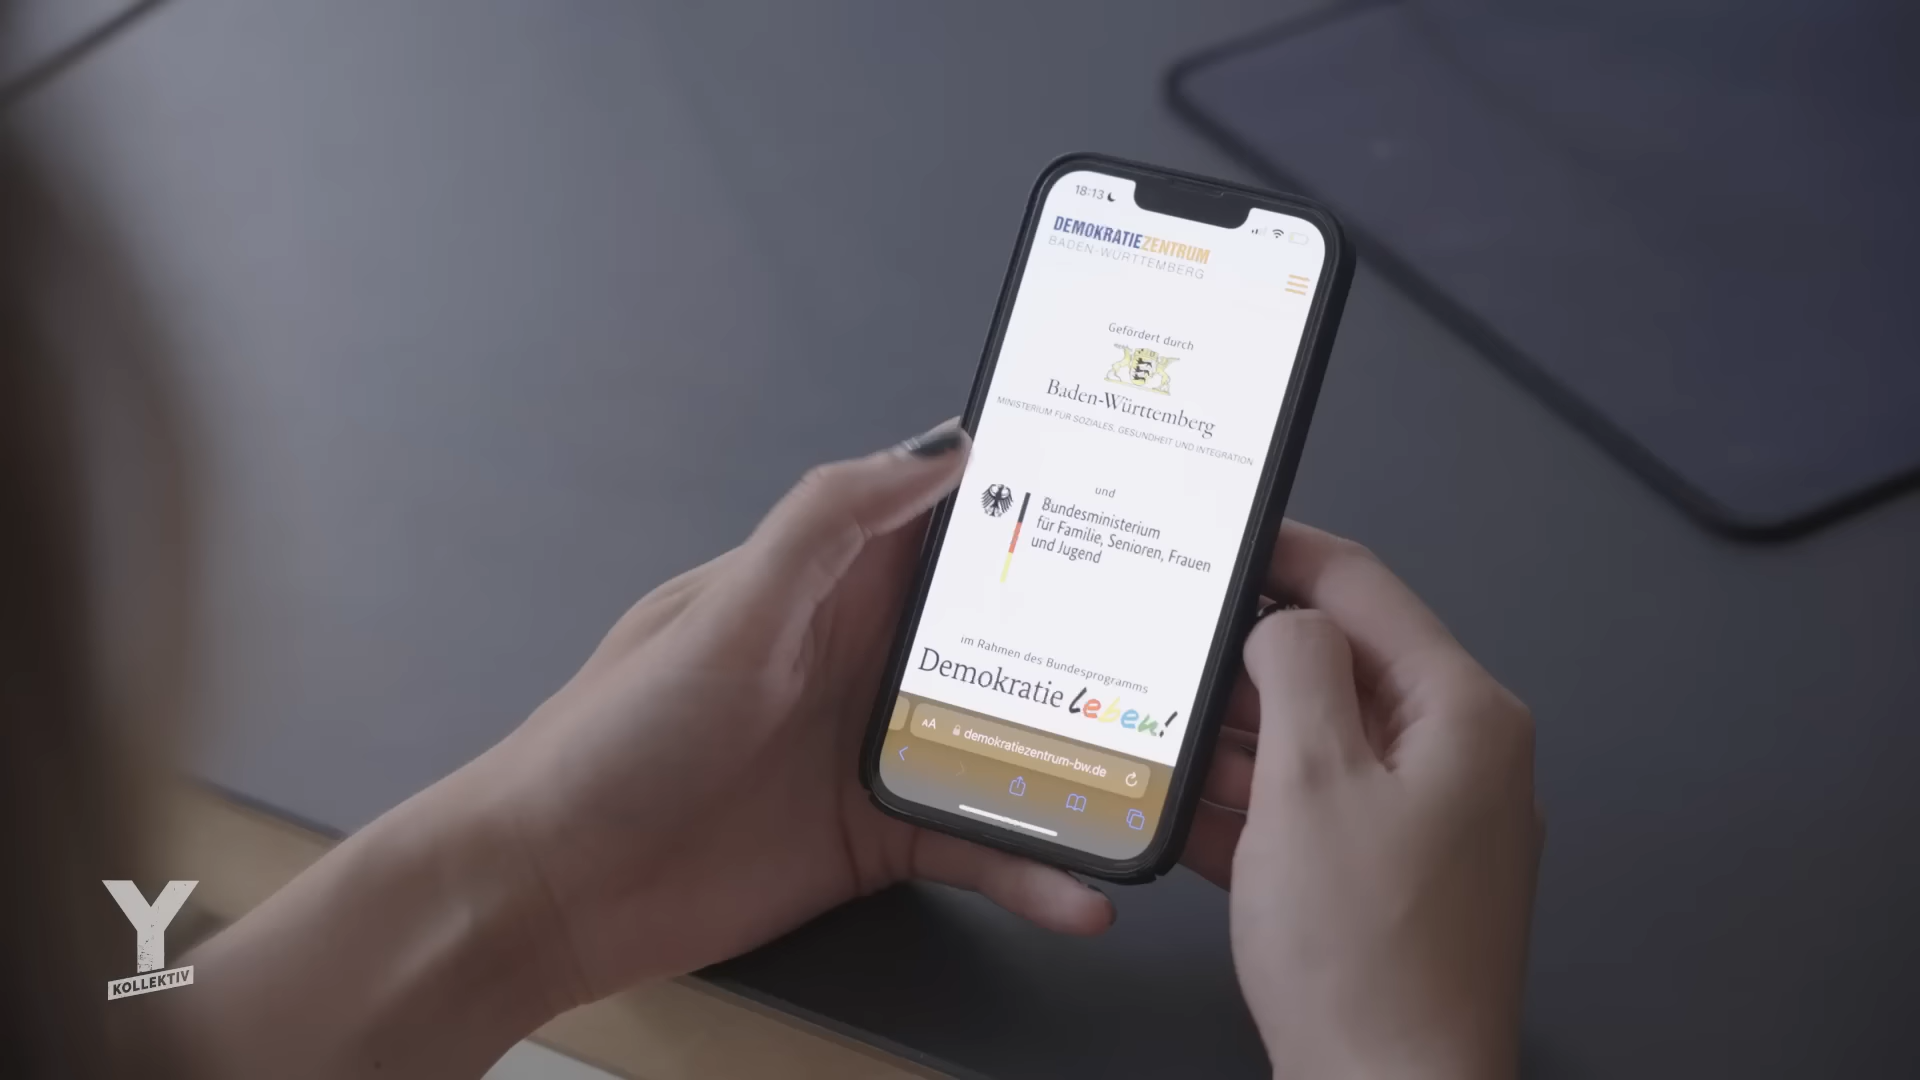 18:13
DEMOKRATIEZENTRUM
BADEN-WÜRTTEMBERG
Gefördert durch
Baden-Württemberg
MINISTERIUM FÜR SOZIALES, GESUNDHEIT UND INTEGRATION
und
Bundesministerium
für Familie, Senioren, Frauen
und Jugend
im Rahmen des Bundesprogramms
Demokratie Leben!
AA demokratiezentrum-bw.de
Y
KOLLEKTIV